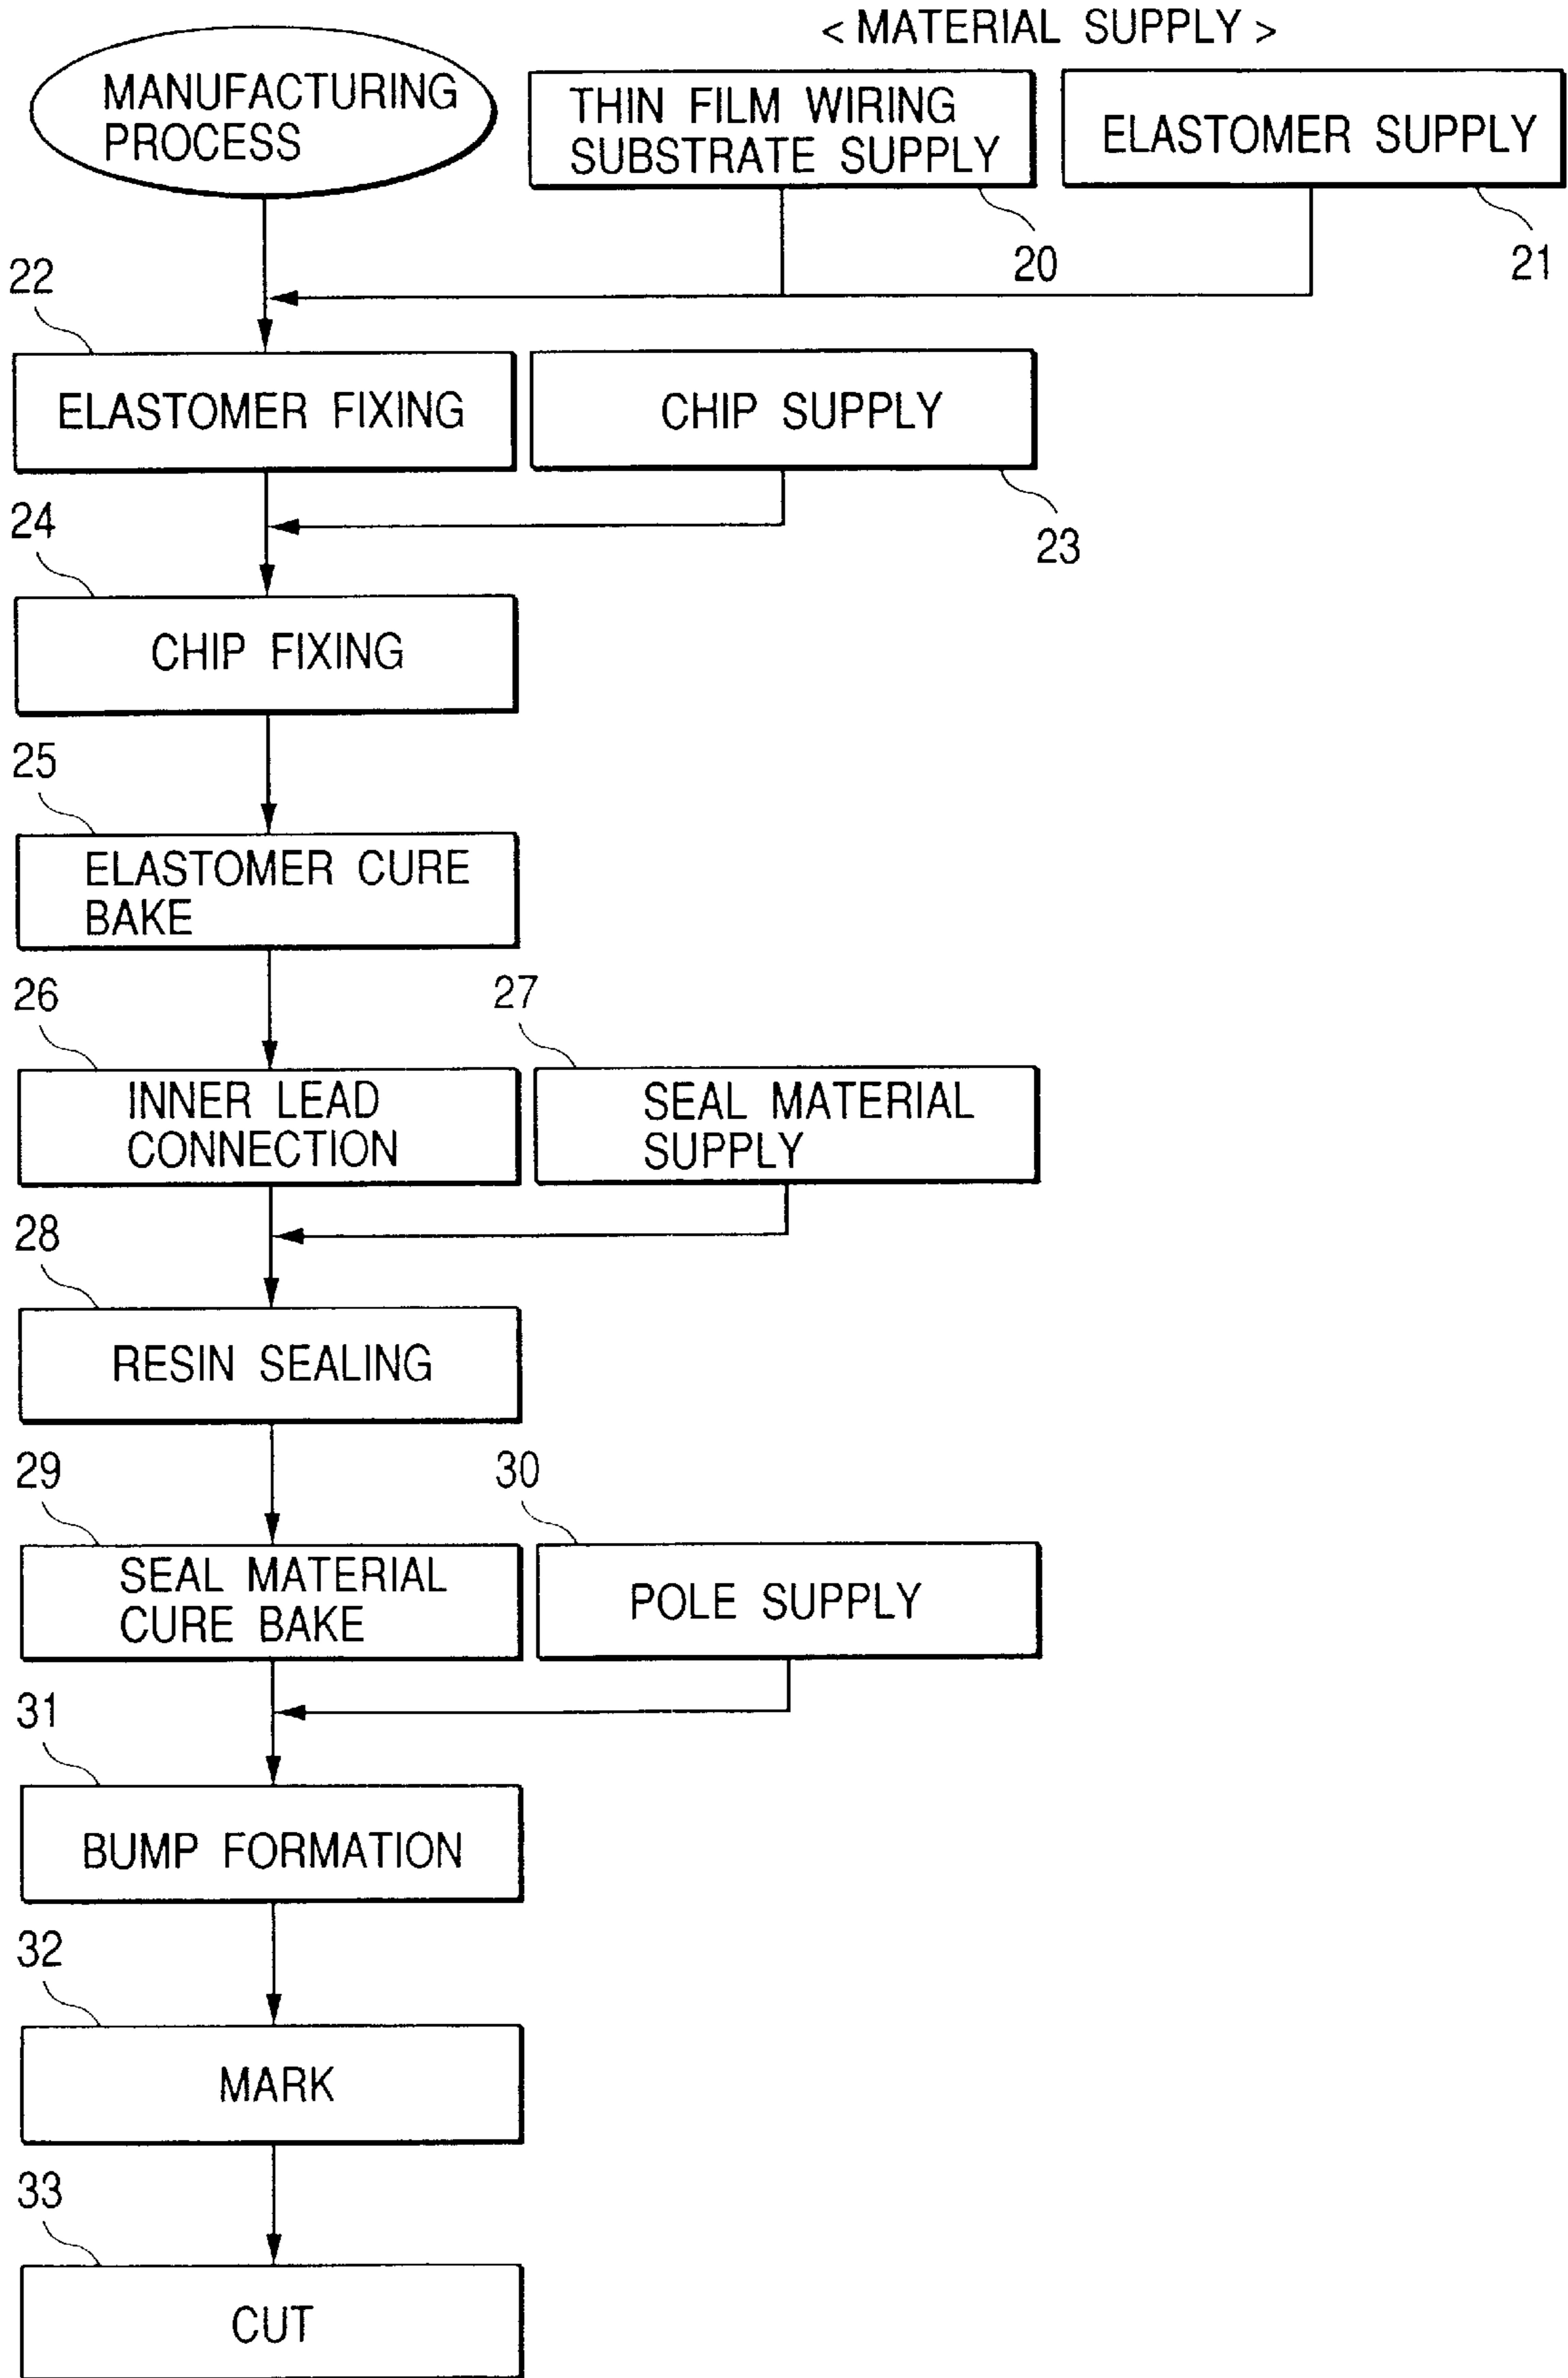 < MATERIAL SUPPLY >
MANUFACTURING
PROCESS
THIN FILM WIRING
SUBSTRATE SUPPLY
ELASTOMER SUPPLY
20
21
22
ELASTOMER FIXING
CHIP SUPPLY
23
24
CHIP FIXING
25
ELASTOMER CURE
BAKE
26
27
INNER LEAD
CONNECTION
SEAL MATERIAL
SUPPLY
28
RESIN SEALING
29
30
SEAL MATERIAL
CURE BAKE
POLE SUPPLY
31
BUMP FORMATION
32
MARK
33
CUT